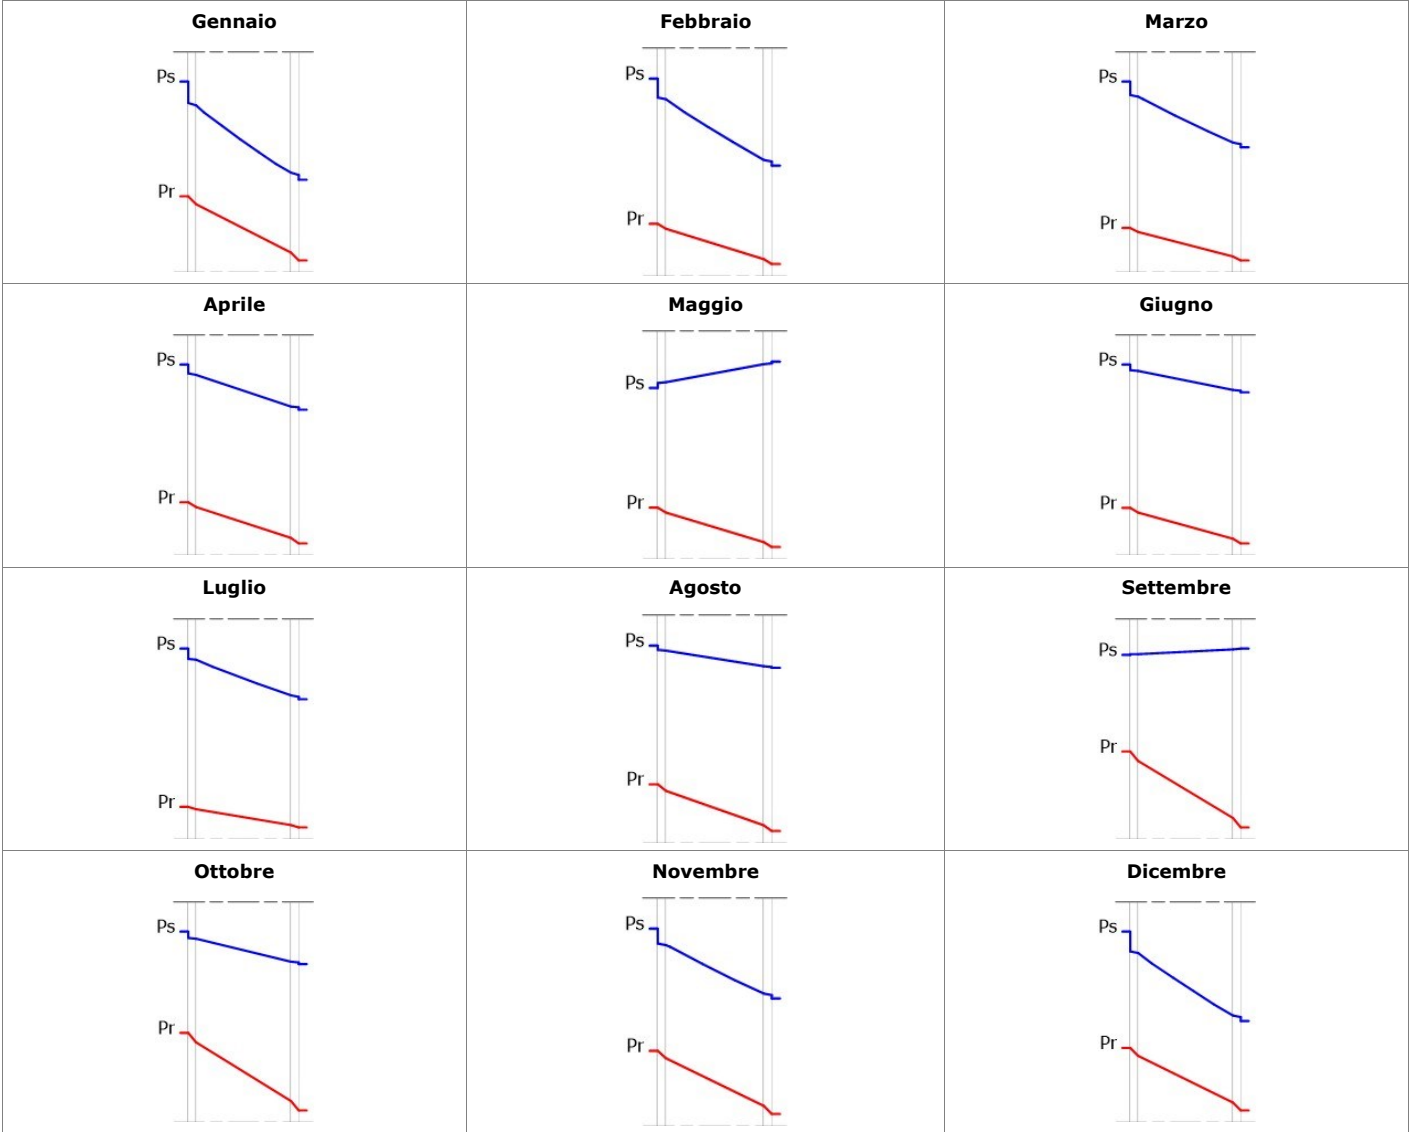 Gennaio
Febbraio
Marzo
Ps
Pr
Ps
Pr
Ps
Pr
Aprile
Maggio
Giugno
Ps
Pr
Ps
Pr
Ps
Pr
Luglio
Agosto
Settembre
Ps
Pr
Ps
Pr
Ps
Pr
Ottobre
Novembre
Dicembre
Ps
Pr
Ps
Pr
Ps
Pr